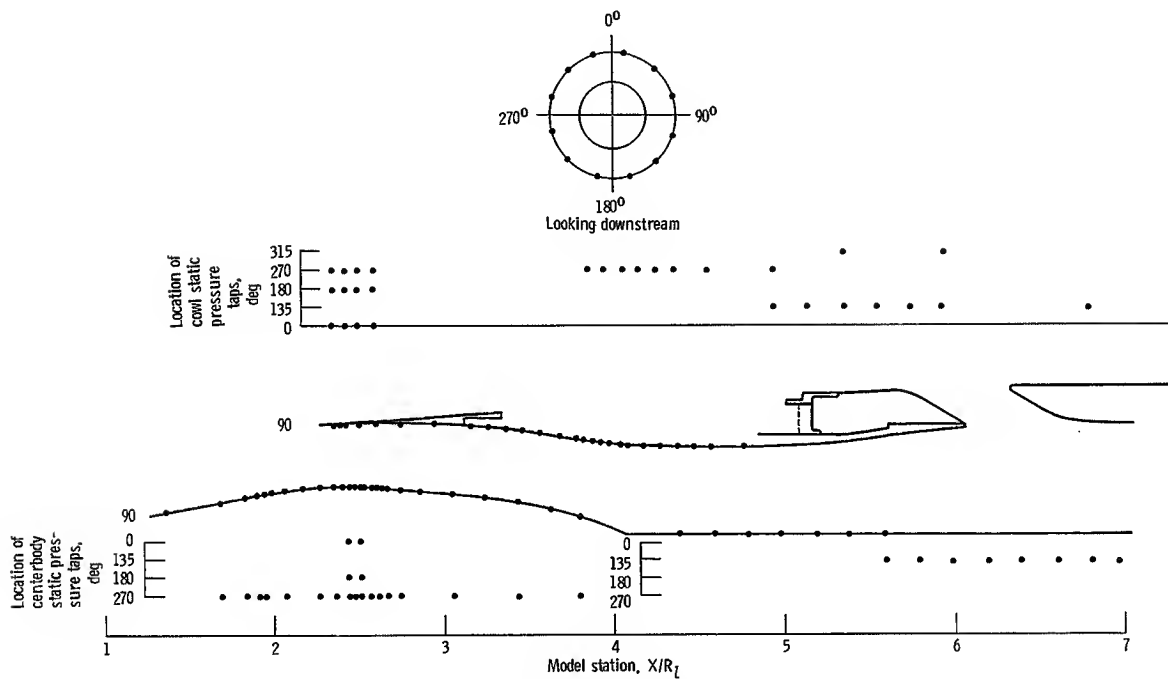 0°
270°
90°
180°
Looking downstream
Location of
cowl static
pressure
taps,
deg
315
270
180
135
0
90
90
Location of
centerbody
static pres-
sure taps,
deg
0
135
180
270
0
135
180
270
1 2 3 4 5 6 7
Model station, X/Rl